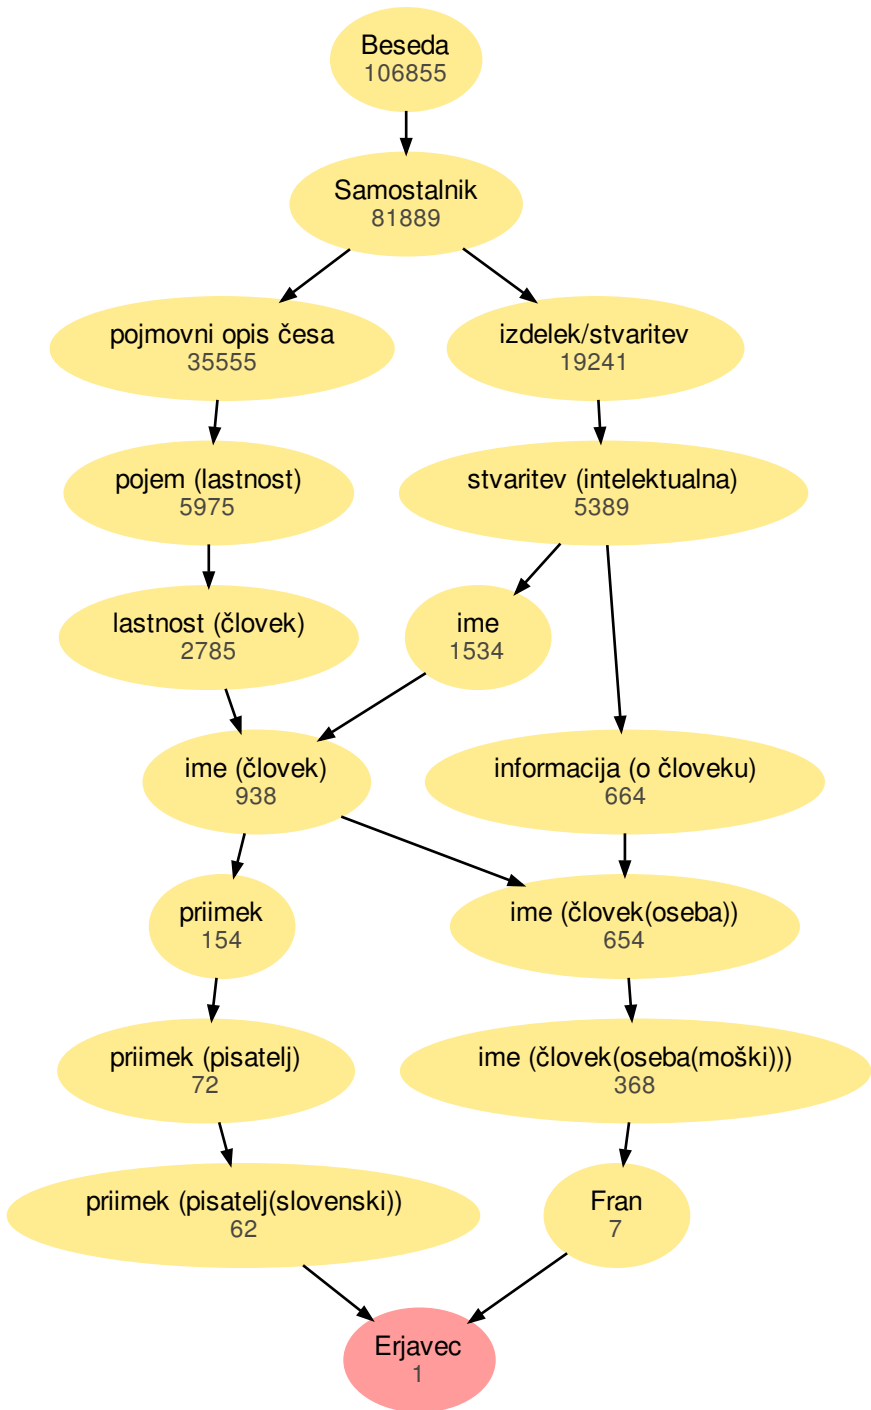 Beseda
106855
Samostalnik
81889
pojmovni opis česa
35555
izdelek/stvaritev
19241
pojem (lastnost)
5975
stvaritev (intelektualna)
5389
lastnost (človek)
2785
ime
1534
ime (človek)
938
informacija (o človeku)
664
priimek
154
ime (človek(oseba))
654
priimek (pisatelj)
72
ime (človek(oseba(moški)))
368
priimek (pisatelj(slovenski))
62
Fran
7
Erjavec
1